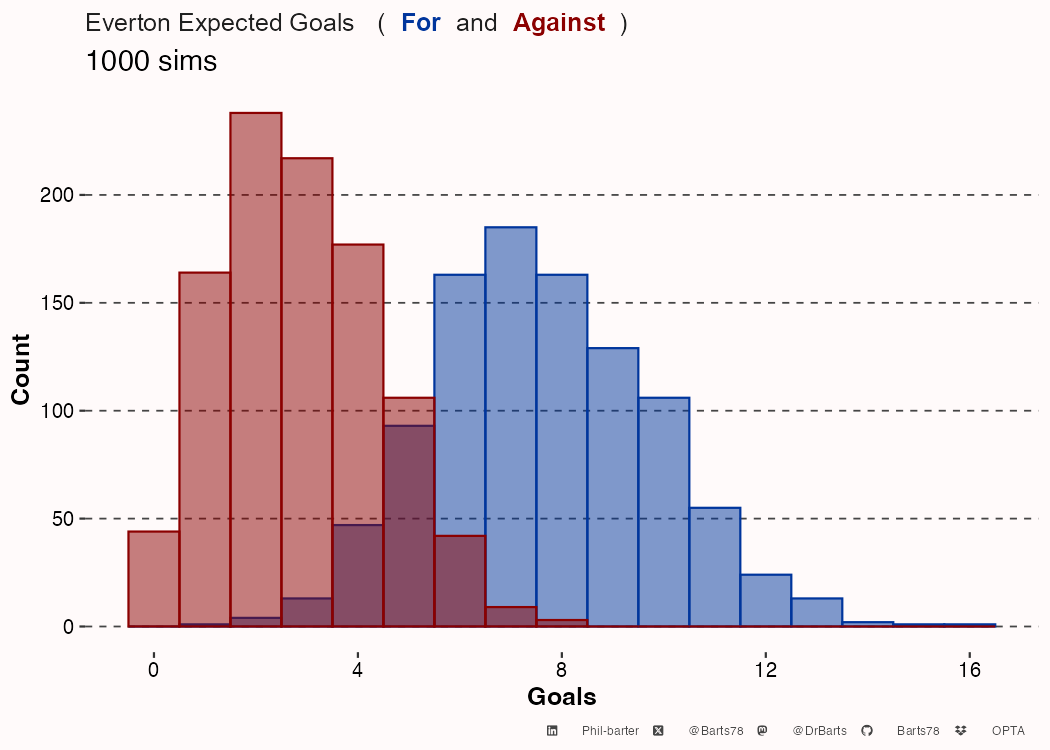 Everton Expected Goals ( For and Against )
1000 sims
200
150
100
50
0
Count
0 4 8 12 16
Goals
Phil-barter @Barts78 @DrBarts Barts78 OPTA